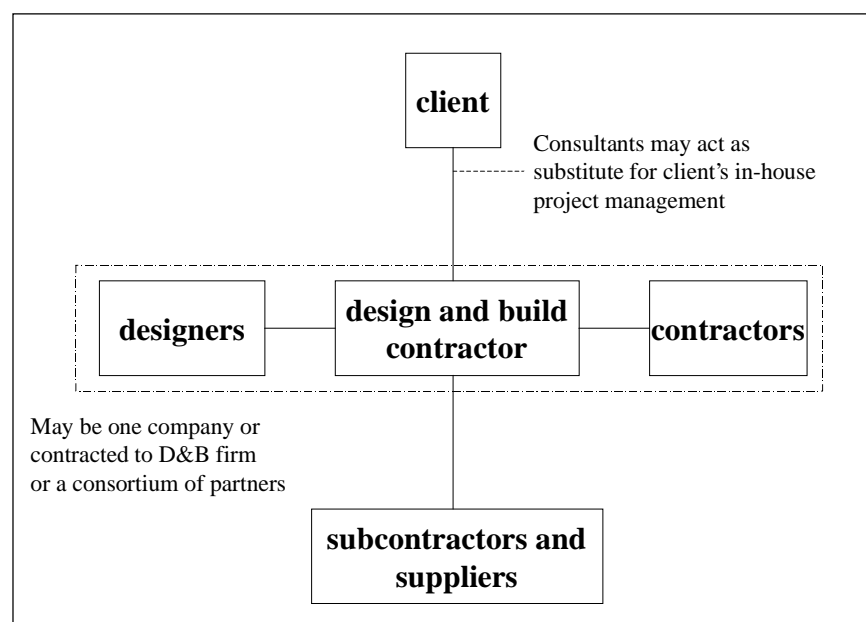 client
Consultants may act as
substitute for client's in-house
project management
designers
design and build
contractor
contractors
May be one company or
contracted to D&B firm
or a consortium of partners
subcontractors and
suppliers